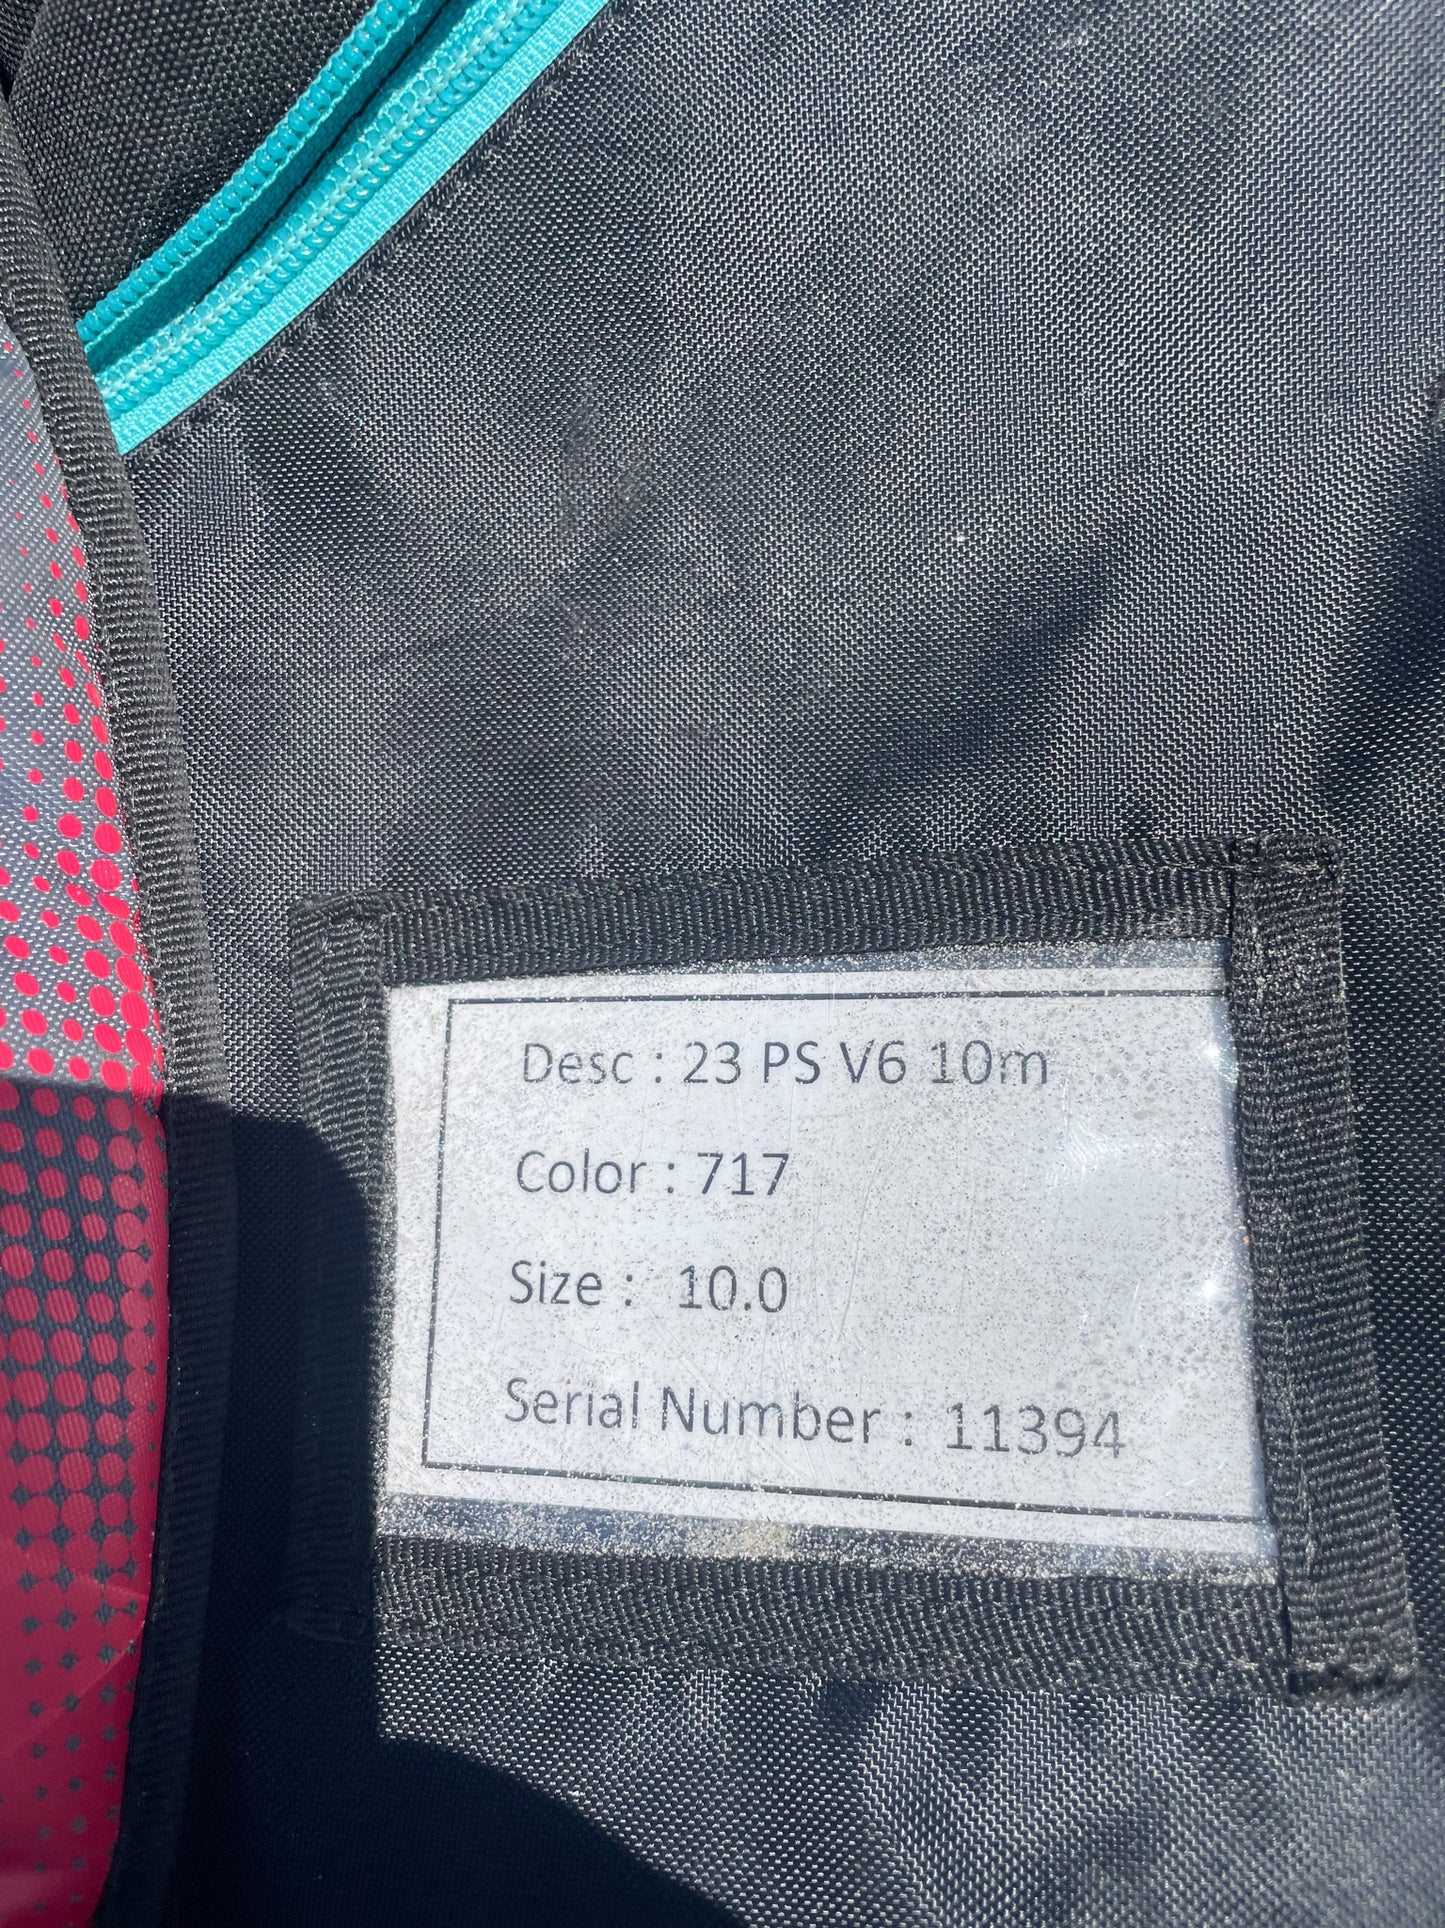 Desc : 23 PS V6 10m
Color : 717
Size : 10.0
Serial Number : 11394